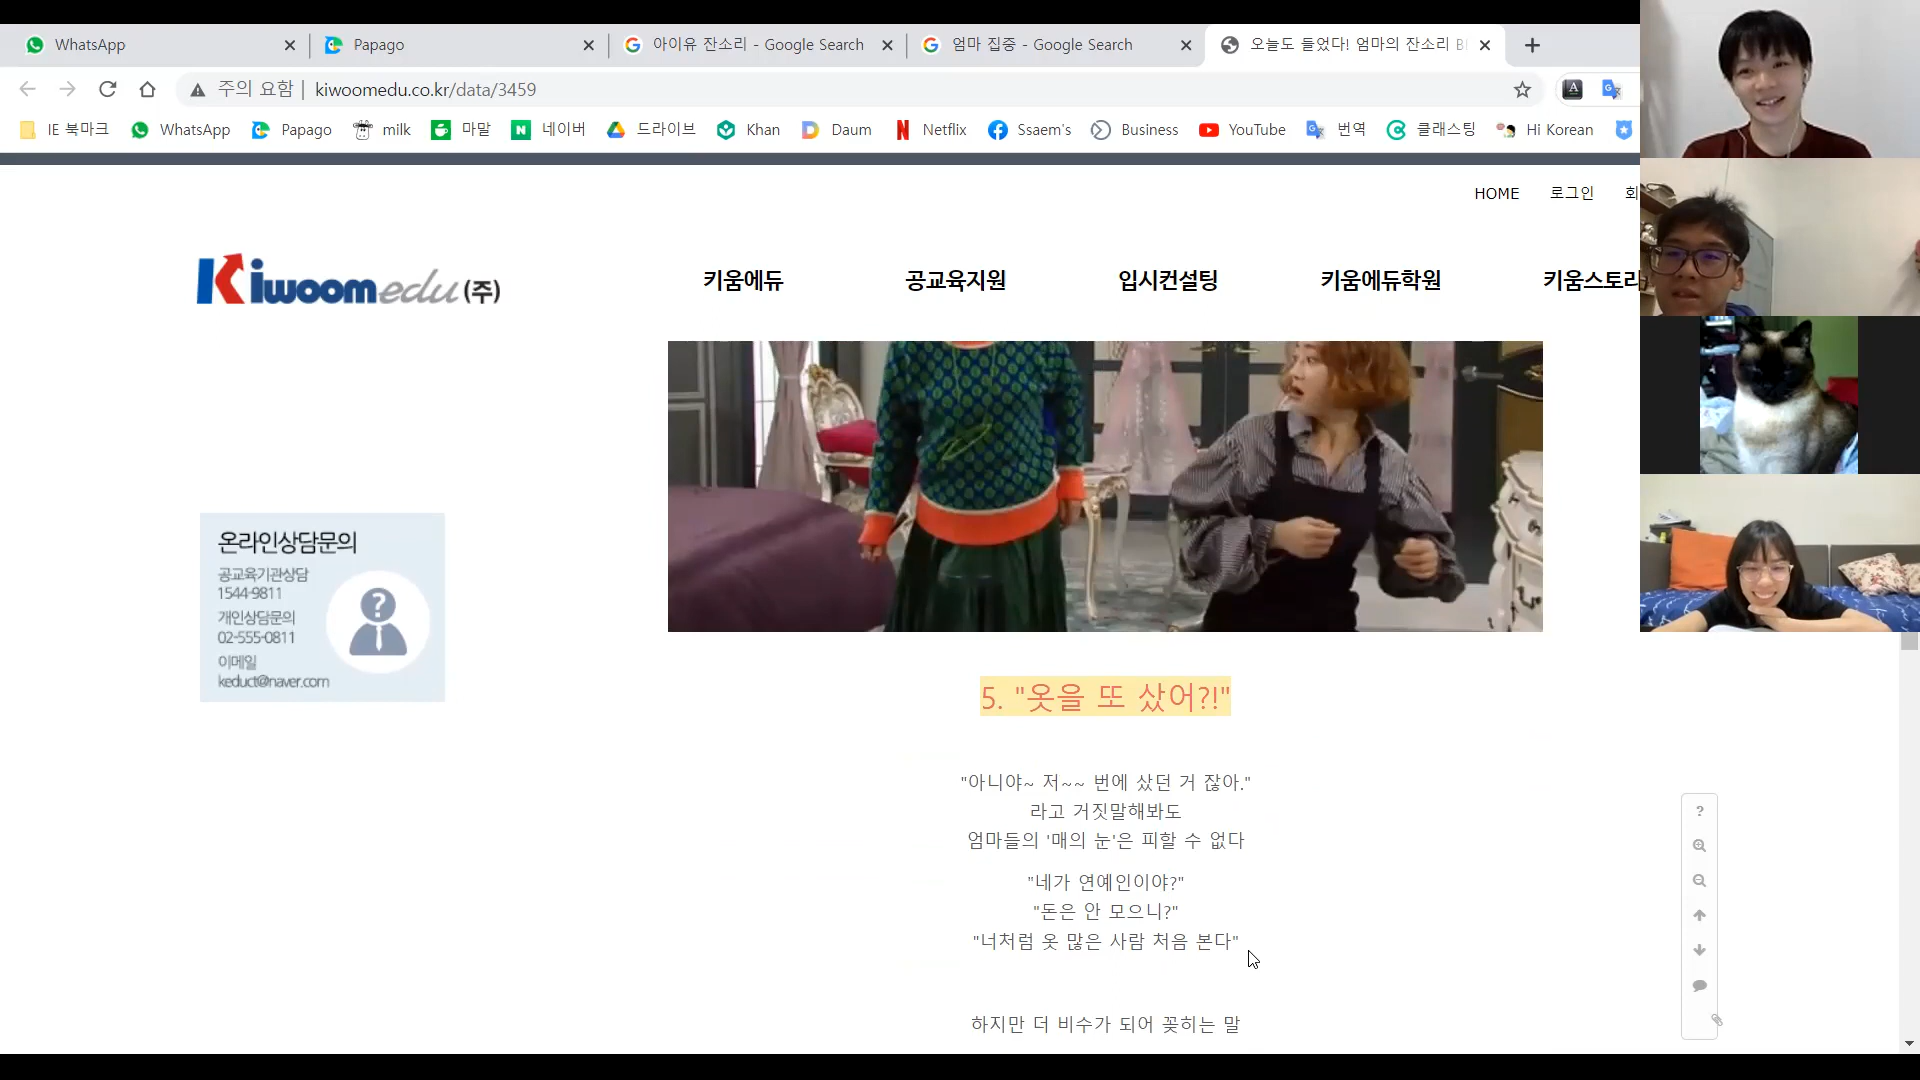 WhatsApp
Papago
아이유 잔소리 - Google Search
엄마 집중 - Google Search
오늘도 들었다! 엄마의 잔소리 B
주의 요함 | kiwoomedu.co.kr/data/3459
IE 북마크 WhatsApp Papago milk 마말 네이버 드라이브 Khan Daum Netflix Ssaem's Business YouTube 번역 클래스팅 Hi Korean
HOME 로그인 회
Kiwoomedu(주)
키움에듀 공교육지원 입시컨설팅 키움에듀학원 키움스토리
온라인상담문의
공교육기관상담
1544-9811
개인상담문의
02-555-0811
이메일
keduct@naver.com
5. "옷을 또 샀어?!"
"아니야~ 저~~ 번에 샀던 거 잖아."
라고 거짓말해봐도
엄마들의 '매의 눈'은 피할 수 없다
"네가 연예인이야?"
"돈은 안 모으니?"
"너처럼 옷 많은 사람 처음 본다"
하지만 더 비수가 되어 꽂히는 말